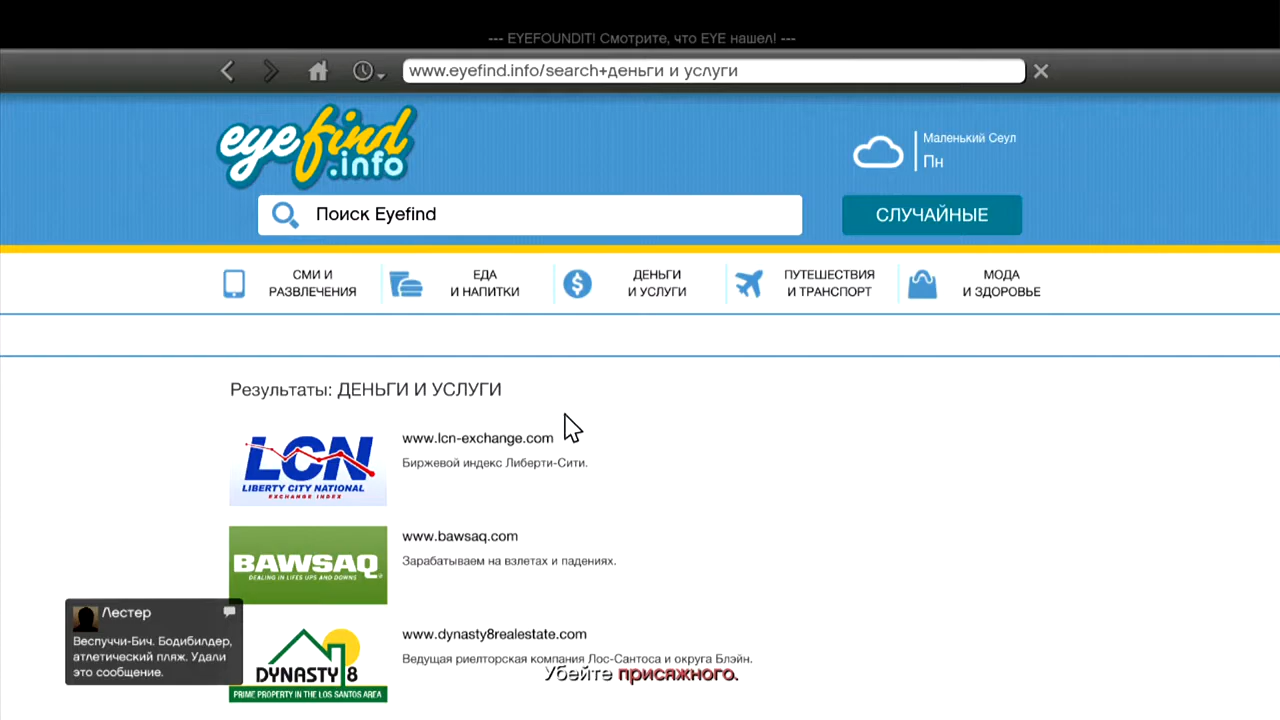 --- EYEFOUNDIT! Смотрите, что EYE нашел! ---
www.eyefind.info/search+деньги и услуги
eyefind
.info
Маленький Сеул
Пн
Поиск Eyefind
СЛУЧАЙНЫЕ
СМИ И
РАЗВЛЕЧЕНИЯ
ЕДА
И НАПИТКИ
ДЕНЬГИ
И УСЛУГИ
ПУТЕШЕСТВИЯ
И ТРАНСПОРТ
МОДА
И ЗДОРОВЬЕ
Результаты: ДЕНЬГИ И УСЛУГИ
LCN
LIBERTY CITY NATIONAL
EXCHANGE INDEX
www.lcn-exchange.com
Биржевой индекс Либерти-Сити.
BAWSAQ
DEALING IN LIFES UPS AND DOWNS
www.bawsaq.com
Зарабатываем на взлетах и падениях.
Лестер
Веспуччи-Бич. Бодибилдер,
атлетический пляж. Удали
это сообщение.
DYNASTY 8
PRIME PROPERTY IN THE LOS SANTOS AREA
www.dynasty8realestate.com
Ведущая риелторская компания Лос-Сантоса и округа Блэйн.
Убейте присяжного.